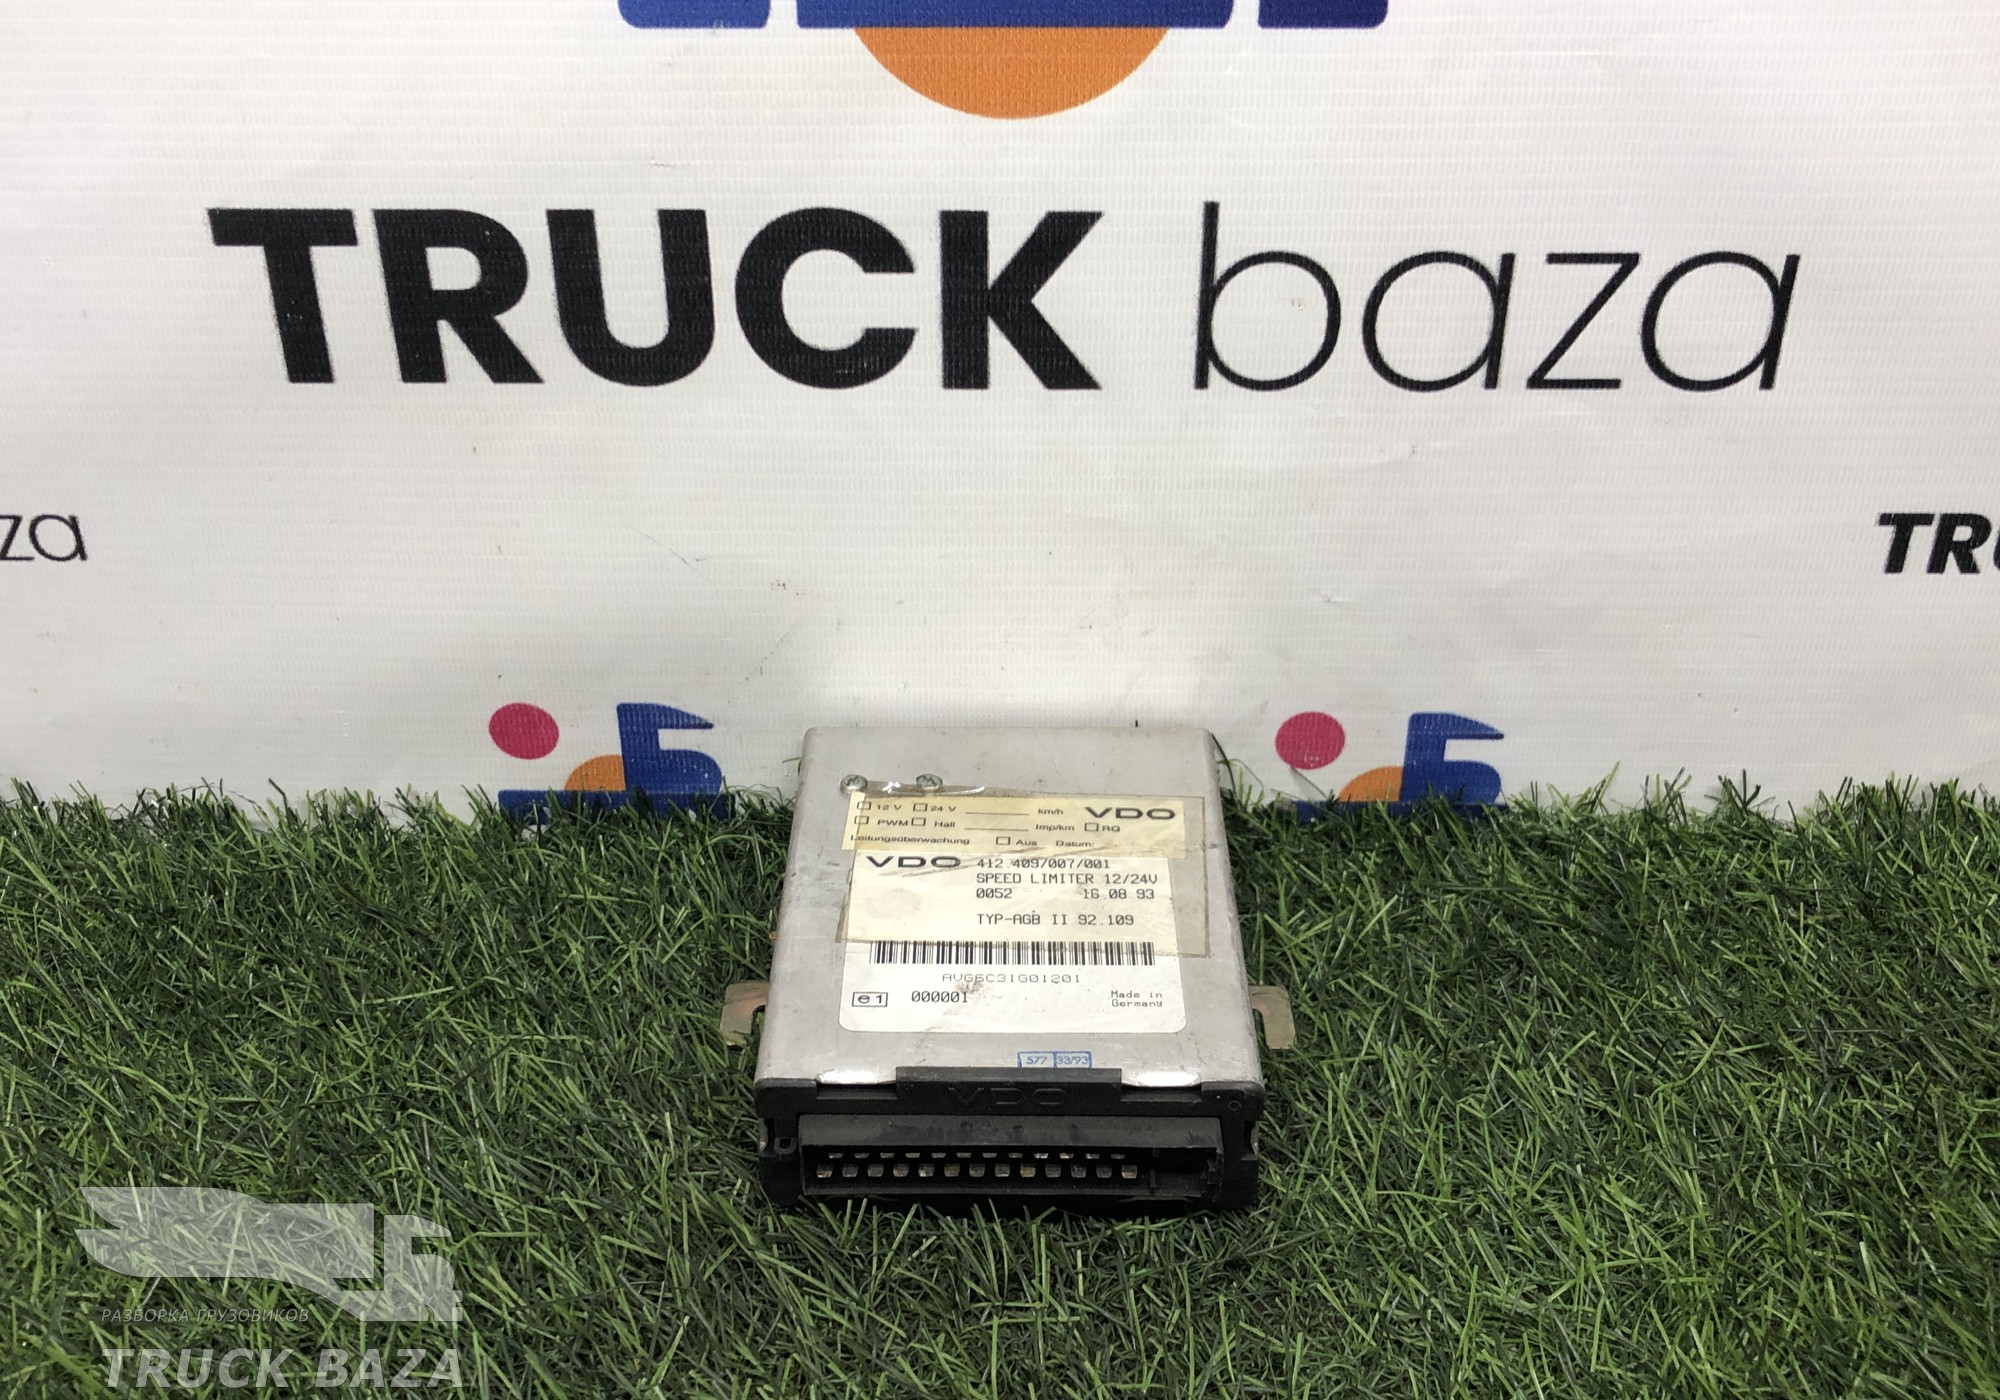 TRUCK baza
za
TRU
12 V 24 V km/h VDO
PWM Hall Imp/km RQ
Leitungsüberwachung Aus Datum:
VDO 412.409/007/001
SPEED LIMITER 12/24V
0052 16.08.93
TYP-AGB II 92.109
AVG6C31G01201
e1 000001 Made in
Germany
577 33/93
VDO
РАЗБОРКА ГРУЗОВИКОВ
TRUCK BAZA